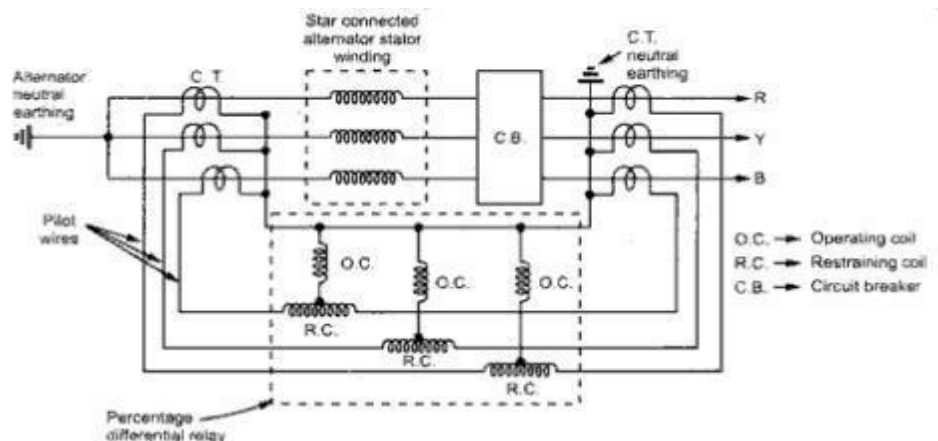 Star connected
alternator stator
winding
C.T.
neutral
earthing
Alternator
neutral
earthing
C T.
R
Y
B
C.B.
Pilot
wires
O.C.
O.C.
O.C.
R.C.
R.C.
R.C.
O.C. → Operating coil
R.C. → Restraining coil
C.B. → Circuit breaker
Percentage
differential relay